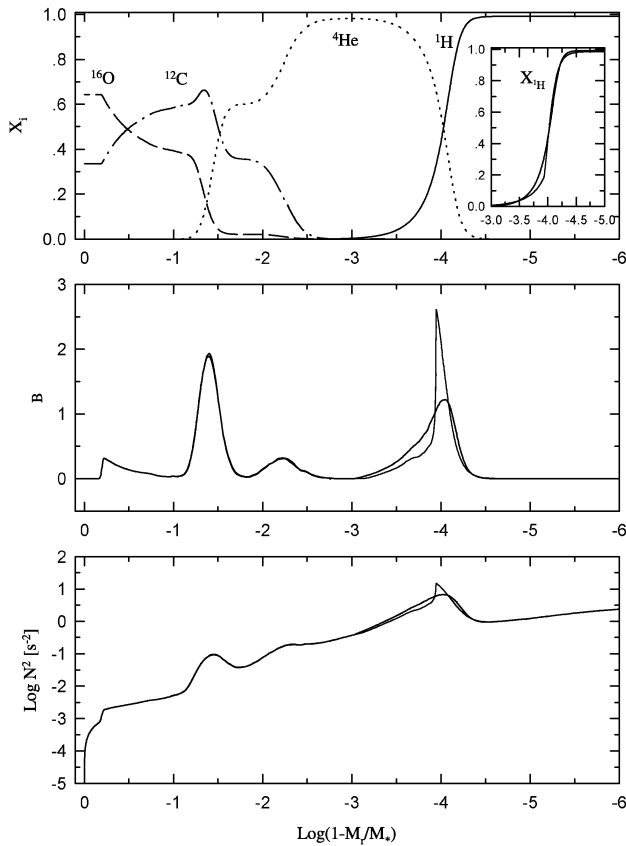 1.0
.8
.6
.4
.2
0.0
X_i
¹⁶O
¹²C
⁴He
¹H
1.0
.8
.6
.4
.2
0.0
X_¹H
-3.0 -3.5 -4.0 -4.5 -5.0
0 -1 -2 -3 -4 -5 -6
3
2
1
0
B
0 -1 -2 -3 -4 -5 -6
2
1
0
-1
-2
-3
-4
-5
Log N² [s⁻²]
0 -1 -2 -3 -4 -5 -6
Log(1-M_r/M_*)